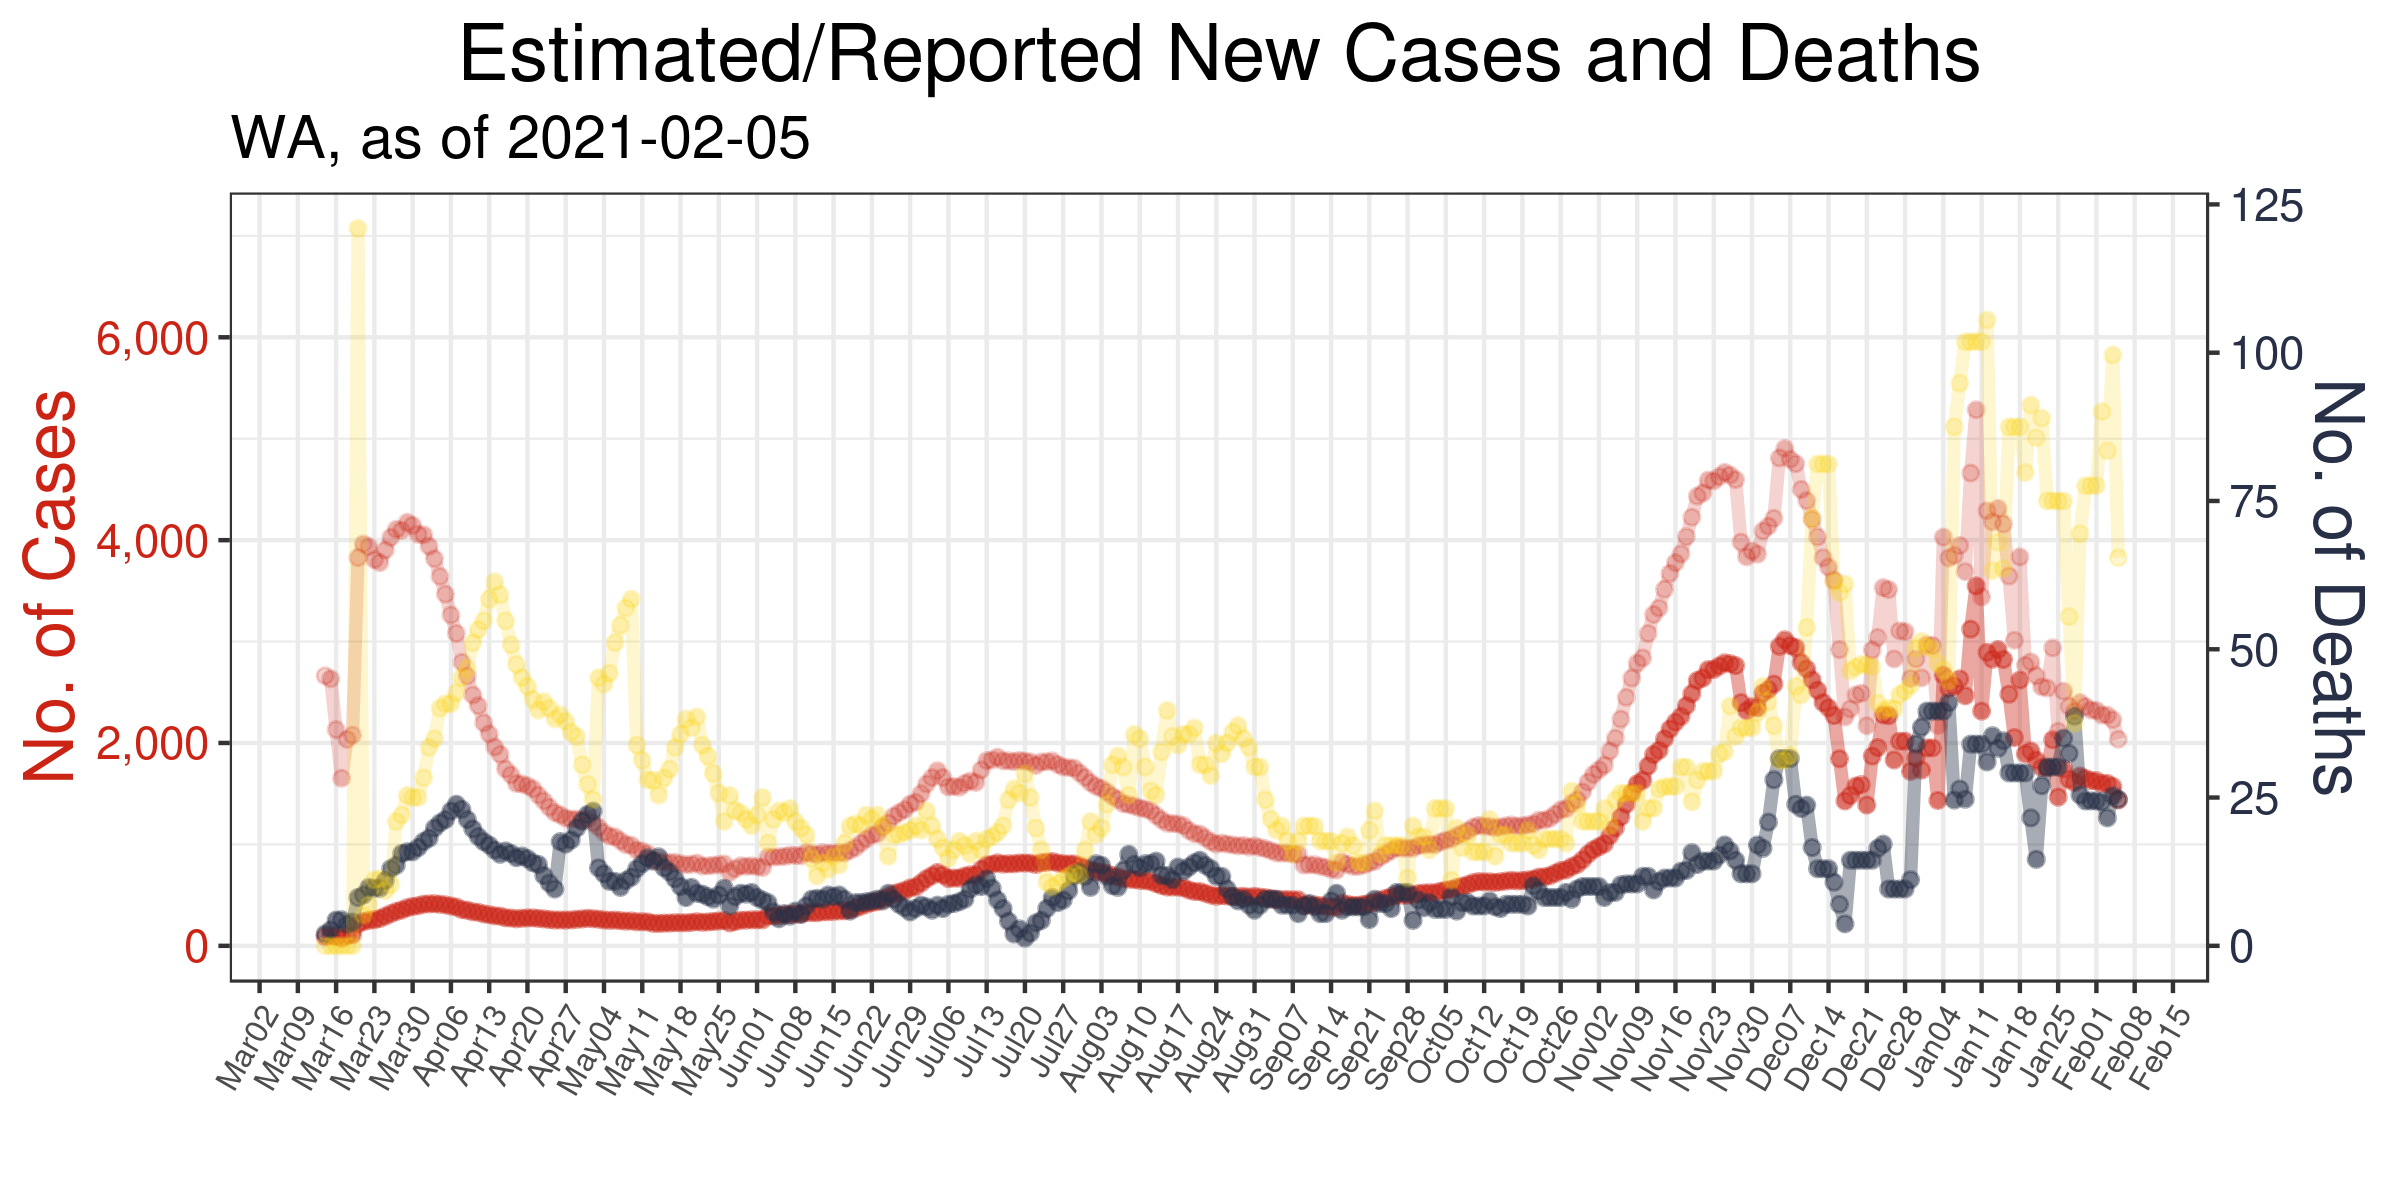 Estimated/Reported New Cases and Deaths
WA, as of 2021-02-05
No. of Cases
6,000
4,000
2,000
0
125
100
75
50
25
0
No. of Deaths
Mar02
Mar09
Mar16
Mar23
Mar30
Apr06
Apr13
Apr20
Apr27
May04
May11
May18
May25
Jun01
Jun08
Jun15
Jun22
Jun29
Jul06
Jul13
Jul20
Jul27
Aug03
Aug10
Aug17
Aug24
Aug31
Sep07
Sep14
Sep21
Sep28
Oct05
Oct12
Oct19
Oct26
Nov02
Nov09
Nov16
Nov23
Nov30
Dec07
Dec14
Dec21
Dec28
Jan04
Jan11
Jan18
Jan25
Feb01
Feb08
Feb15